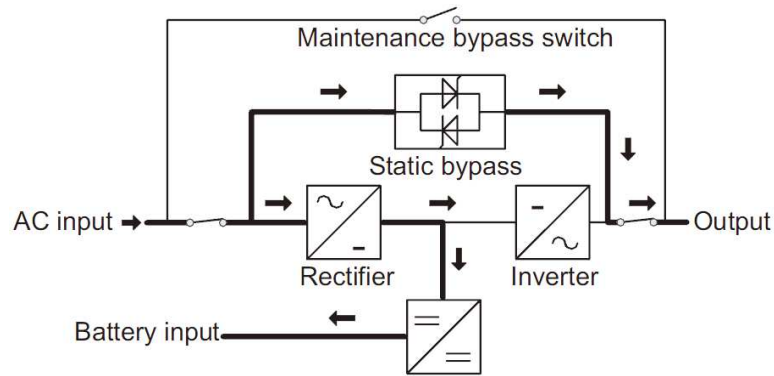 Maintenance bypass switch
Static bypass
AC input
Output
Rectifier
Inverter
Battery input